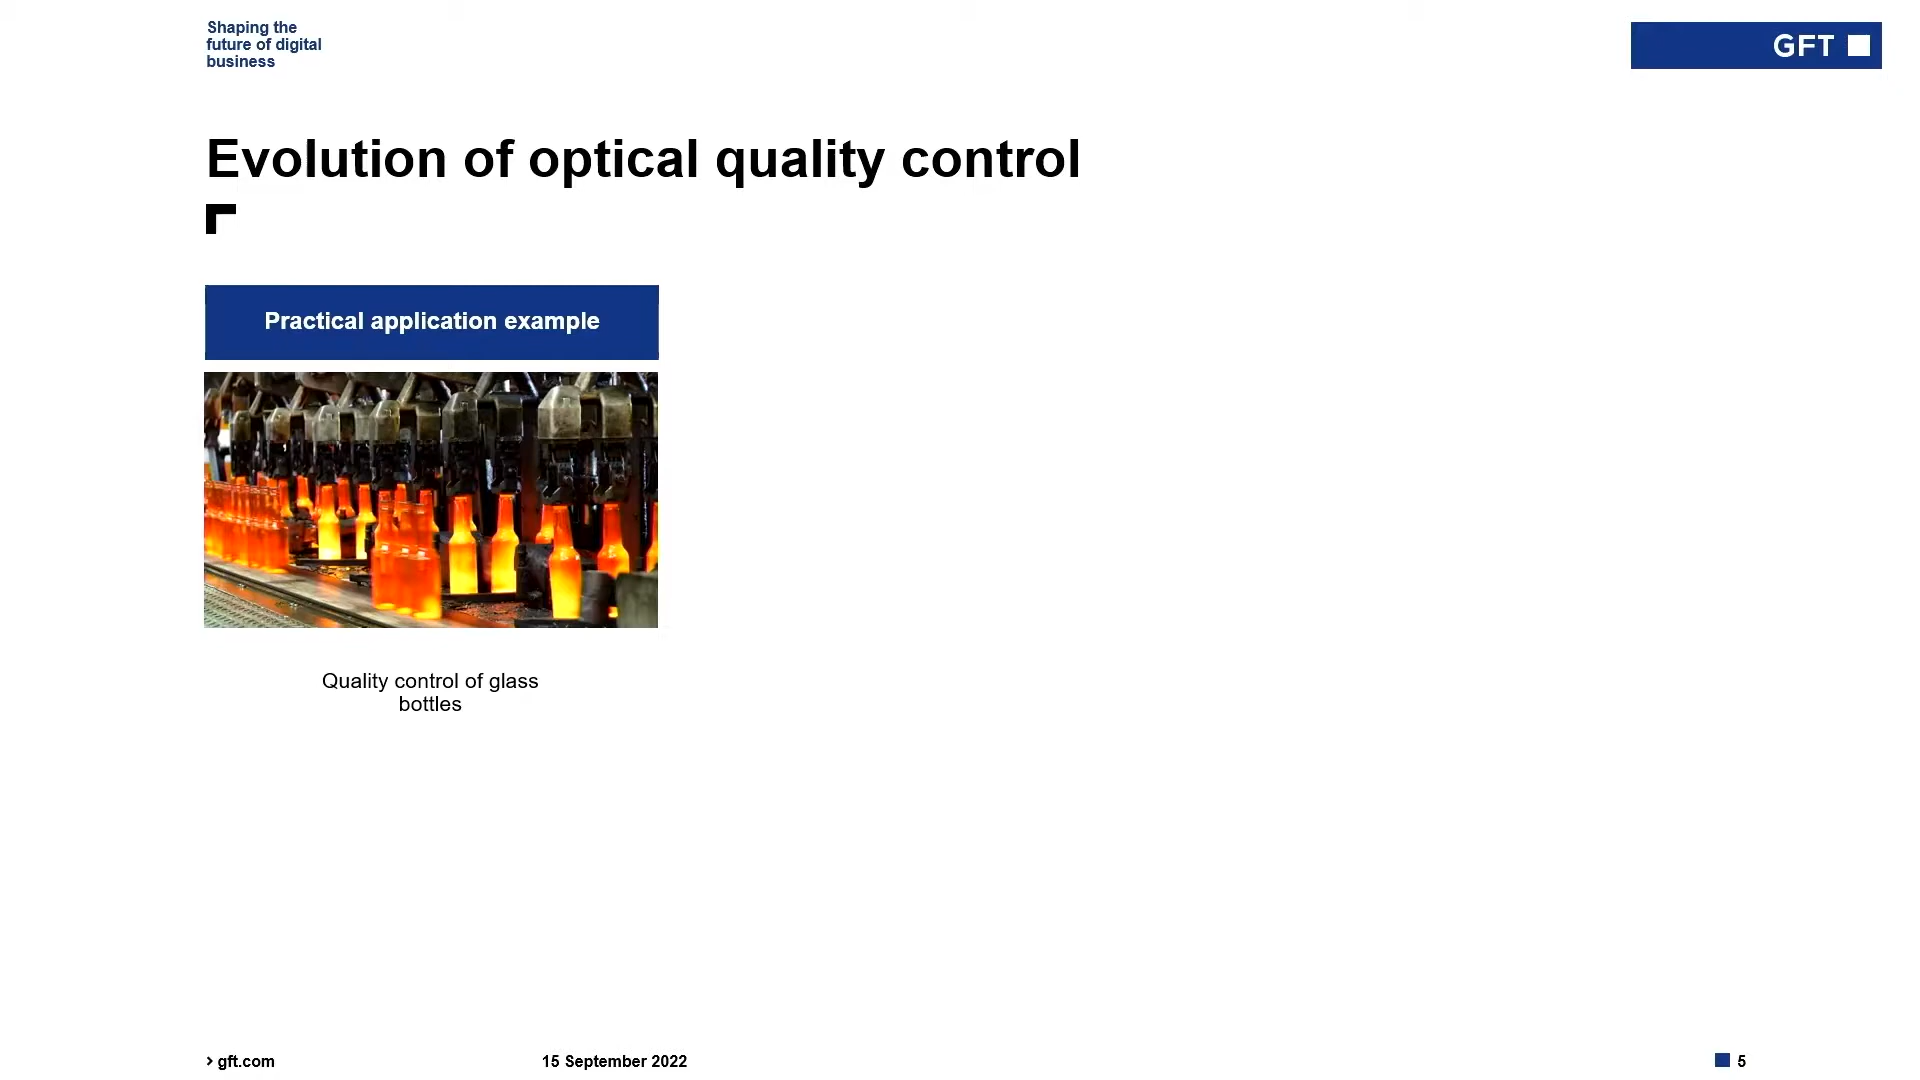 Shaping the
future of digital
business
GFT
Evolution of optical quality control
Practical application example
Quality control of glass
bottles
> gft.com
15 September 2022
5